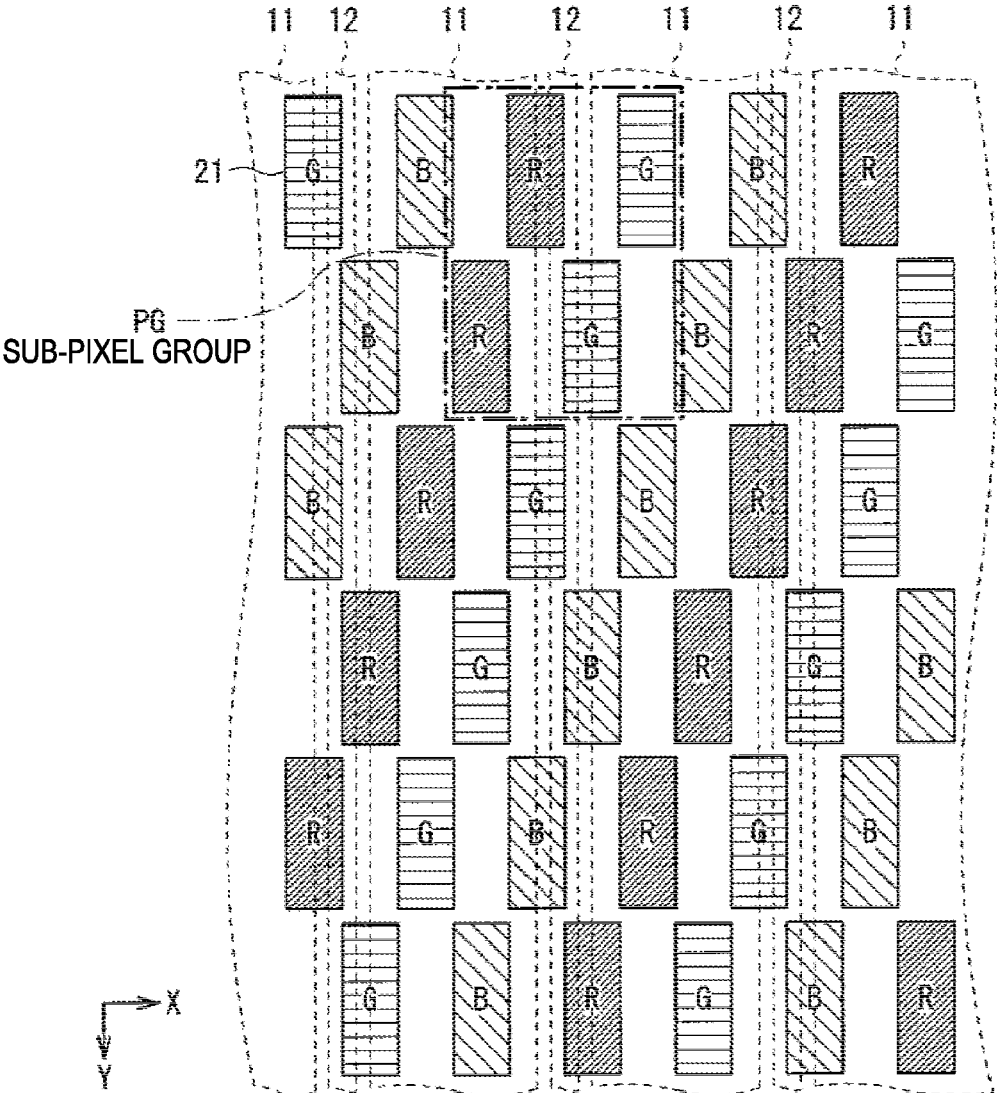 11 12 11 12 11 12 11
G B R G B R
21
B R G B R G
PG
SUB-PIXEL GROUP
B R G B R G
R G B R G B
R G B R G B
G B R G B R
X
Y